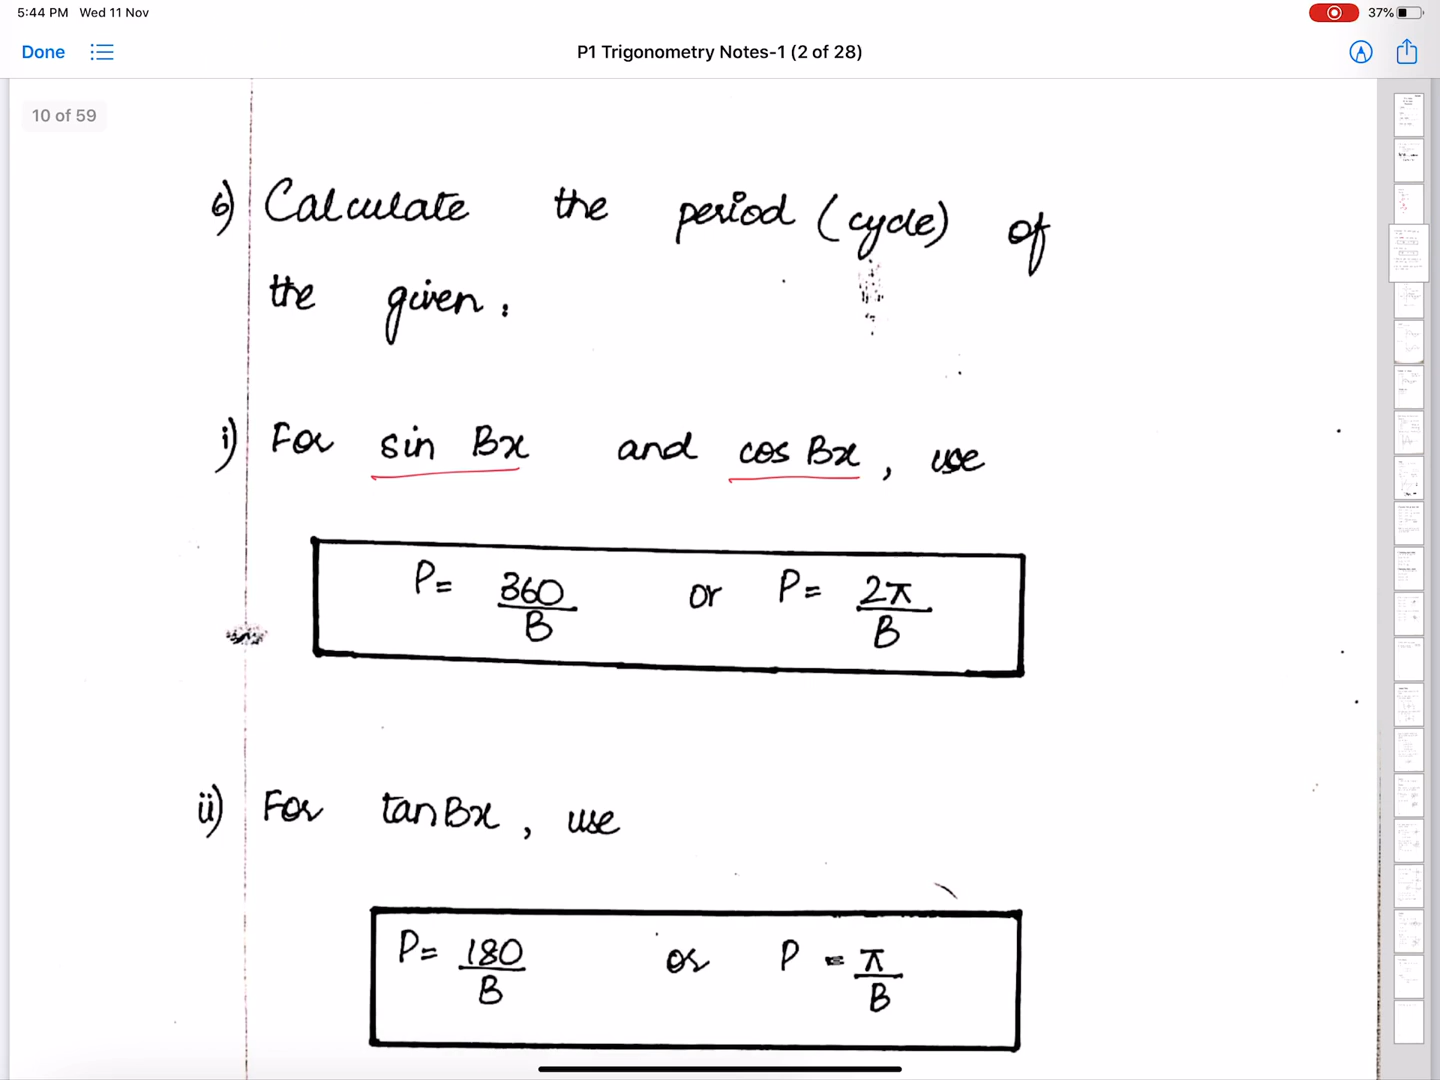 5:44 PM Wed 11 Nov
37%
Done
P1 Trigonometry Notes-1 (2 of 28)
10 of 59
6) Calculate the period (cycle) of
the given :
i) For sin Bx and cos Bx , use
P= 360/B or P= 2π/B
ii) For tan Bx , use
P= 180/B or P = π/B